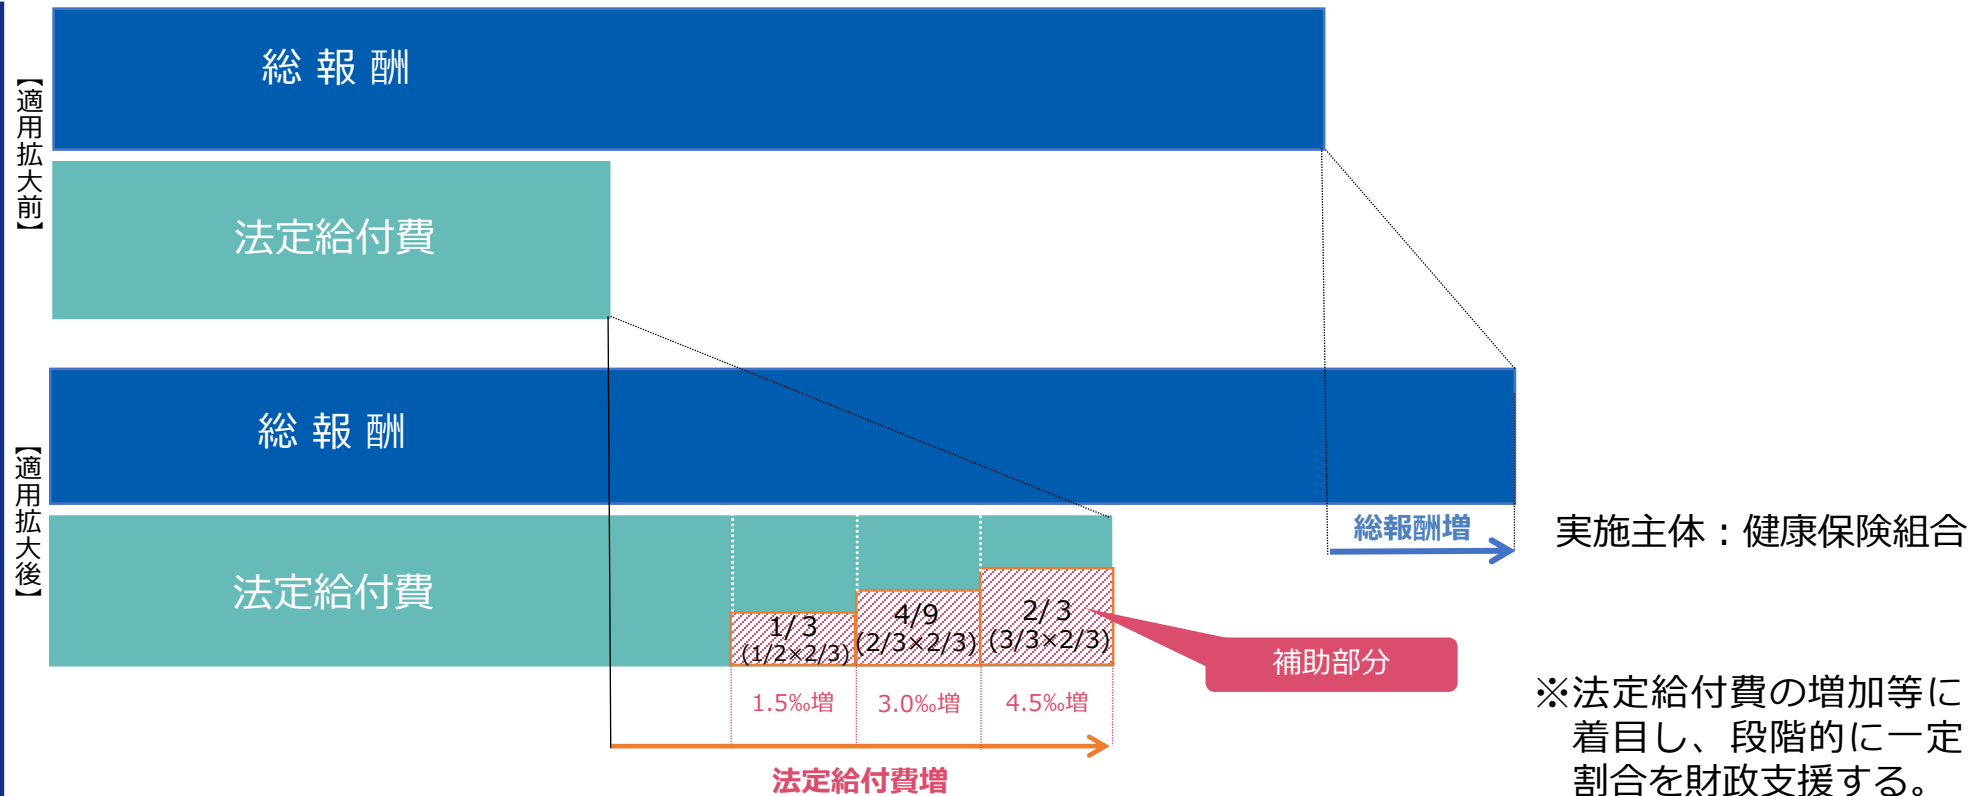 【適用拡大前】
総報酬
法定給付費
【適用拡大後】
総報酬
総報酬増
実施主体：健康保険組合
法定給付費
1/3
(1/2×2/3)
4/9
(2/3×2/3)
2/3
(3/3×2/3)
補助部分
1.5‰増
3.0‰増
4.5‰増
法定給付費増
※法定給付費の増加等に
着目し、段階的に一定
割合を財政支援する。